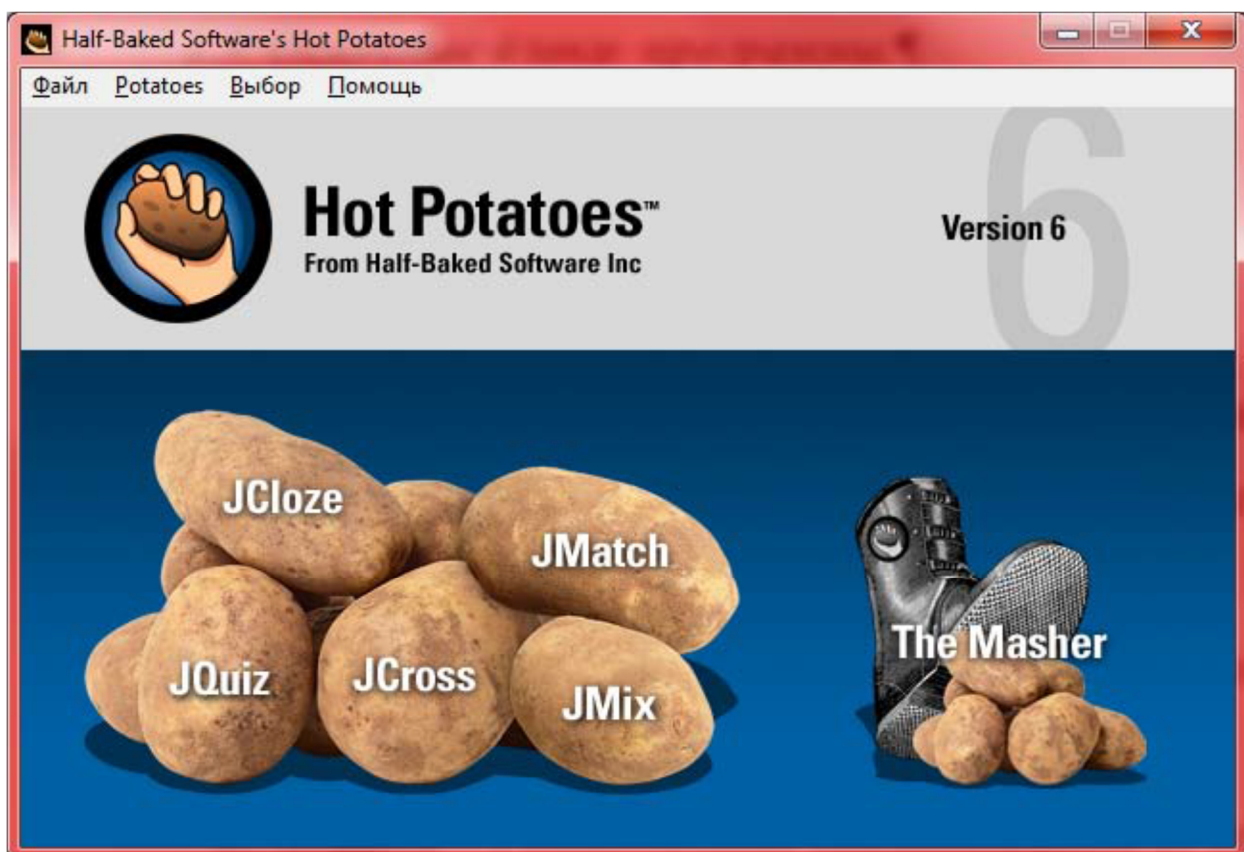 Half-Baked Software's Hot Potatoes
Файл Potatoes Выбор Помощь
Hot Potatoes™
From Half-Baked Software Inc
Version 6
6
JCloze
JMatch
JQuiz
JCross
JMix
The Masher